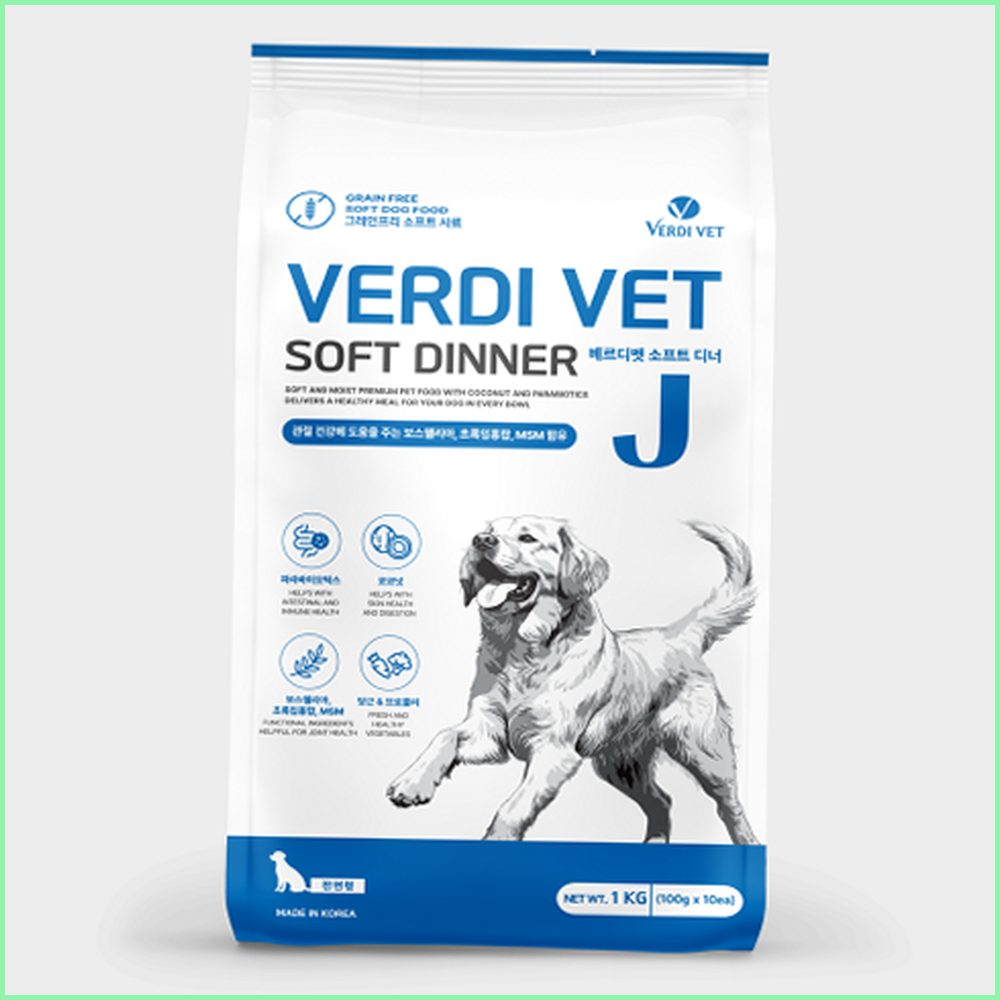 GRAIN FREE
SOFT DOG FOOD
그레인프리 소프트 사료
VERDI VET
VERDI VET
SOFT DINNER 베르디벳 소프트 디너
SOFT AND MOIST PREMIUM PET FOOD WITH COCONUT AND PARABIOTICS
DELIVERS A HEALTHY MEAL FOR YOUR DOG IN EVERY BOWL
J
관절 건강에 도움을 주는 보스웰리아, 초록입홍합, MSM 함유
파라바이오틱스
HELPS WITH
INTESTINAL AND
IMMUNE HEALTH
코코넛
HELPS WITH
SKIN HEALTH
AND DIGESTION
보스웰리아,
초록입홍합, MSM
FUNCTIONAL INGREDIENTS
HELPFUL FOR JOINT HEALTH
당근 & 브로콜리
FRESH AND
HEALTHY
VEGETABLES
전연령
MADE IN KOREA
NET WT. 1 KG (100g x 10ea)